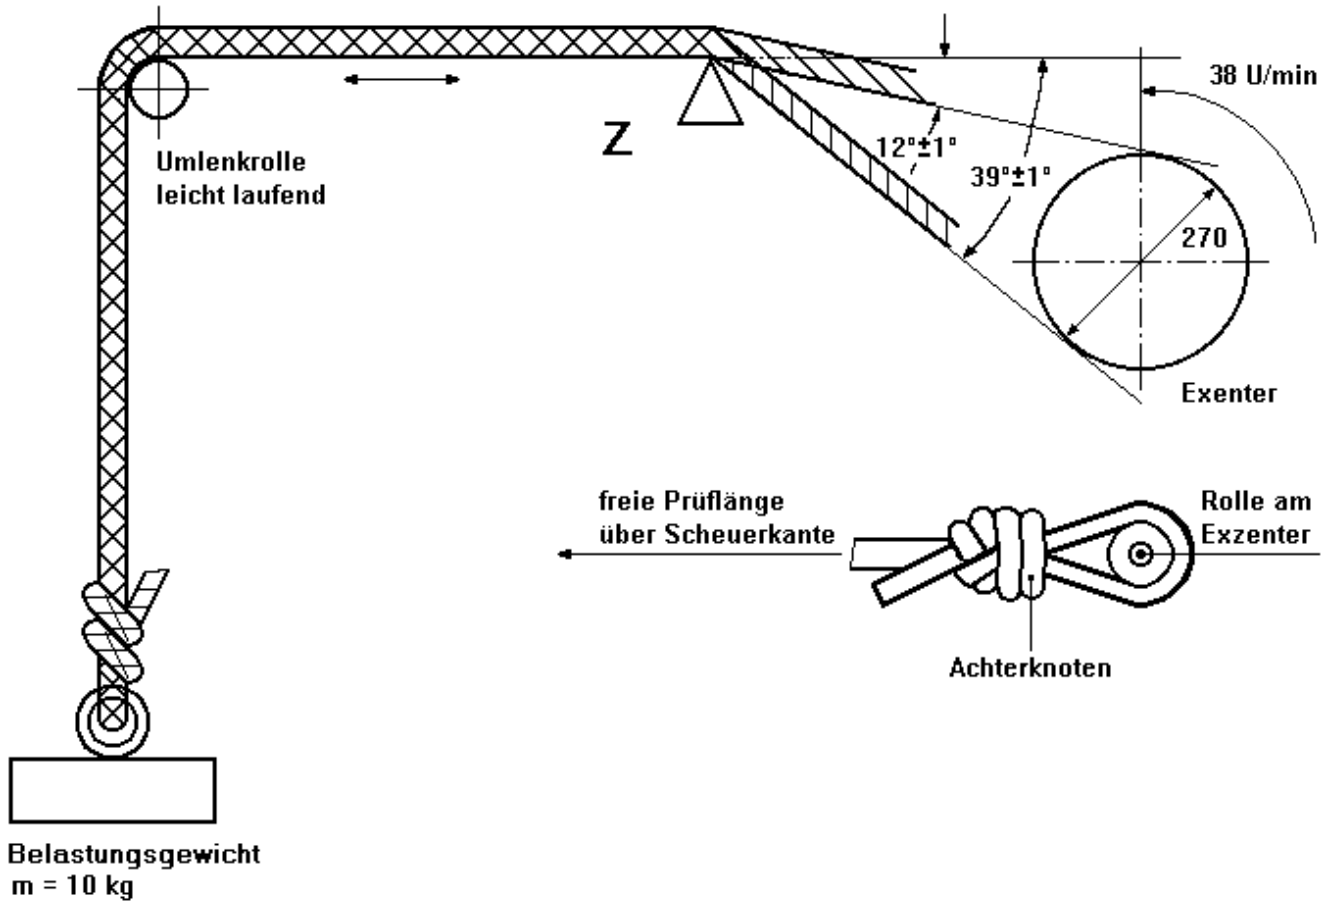 38 U/min
Z
Umlenkrolle
leicht laufend
12°±1°
39°±1°
270
Exenter
freie Prüflänge
über Scheuerkante
Rolle am
Exzenter
Achterknoten
Belastungsgewicht
m = 10 kg